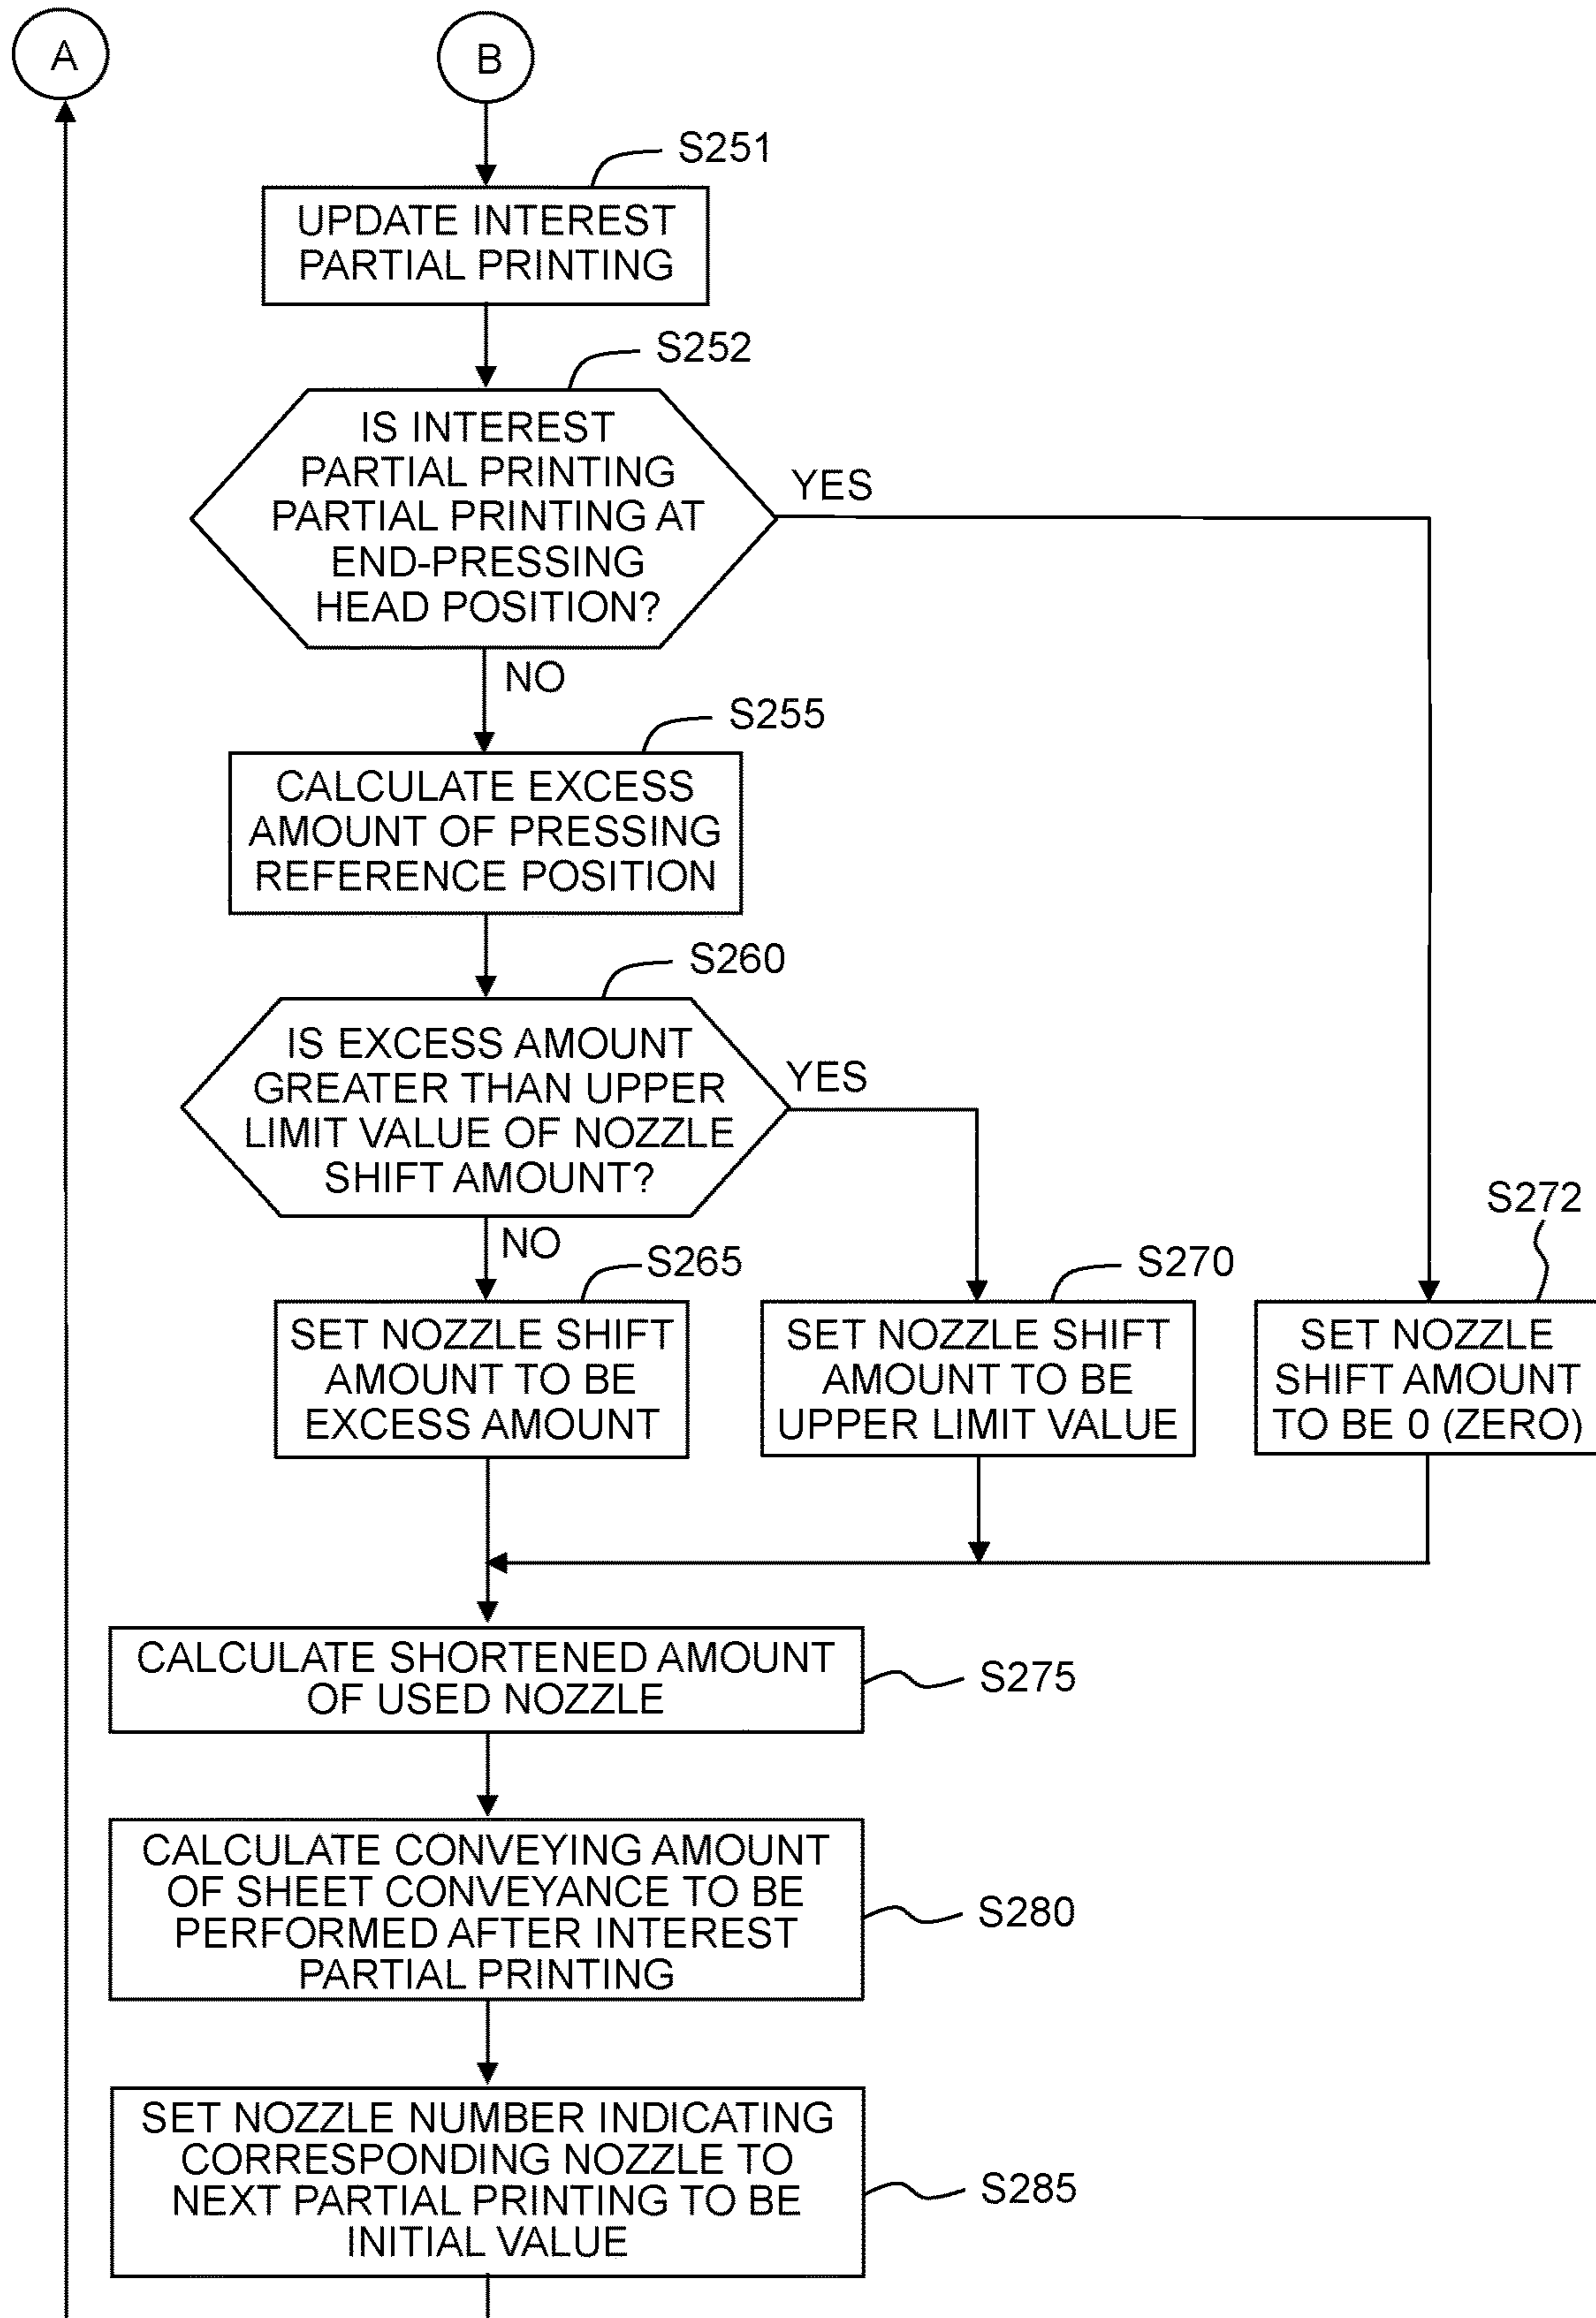 A
B
S251
UPDATE INTEREST
PARTIAL PRINTING
S252
IS INTEREST
PARTIAL PRINTING
PARTIAL PRINTING AT
END-PRESSING
HEAD POSITION?
YES
NO
S255
CALCULATE EXCESS
AMOUNT OF PRESSING
REFERENCE POSITION
S260
IS EXCESS AMOUNT
GREATER THAN UPPER
LIMIT VALUE OF NOZZLE
SHIFT AMOUNT?
YES
NO
S265
SET NOZZLE SHIFT
AMOUNT TO BE
EXCESS AMOUNT
S270
SET NOZZLE SHIFT
AMOUNT TO BE
UPPER LIMIT VALUE
S272
SET NOZZLE
SHIFT AMOUNT
TO BE 0 (ZERO)
CALCULATE SHORTENED AMOUNT
OF USED NOZZLE
S275
CALCULATE CONVEYING AMOUNT
OF SHEET CONVEYANCE TO BE
PERFORMED AFTER INTEREST
PARTIAL PRINTING
S280
SET NOZZLE NUMBER INDICATING
CORRESPONDING NOZZLE TO
NEXT PARTIAL PRINTING TO BE
INITIAL VALUE
S285